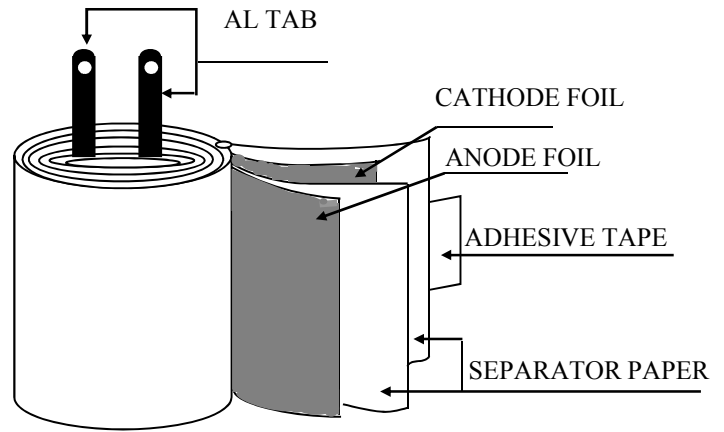 AL TAB
CATHODE FOIL
ANODE FOIL
ADHESIVE TAPE
SEPARATOR PAPER